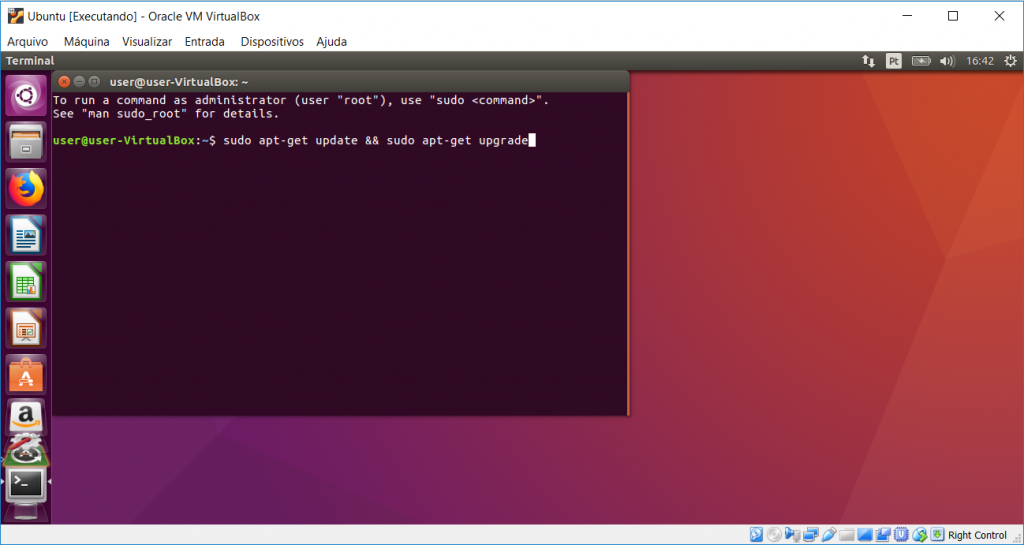 Ubuntu [Executando] - Oracle VM VirtualBox
Arquivo Máquina Visualizar Entrada Dispositivos Ajuda
Terminal Pt 16:42
user@user-VirtualBox: ~
To run a command as administrator (user "root"), use "sudo <command>".
See "man sudo_root" for details.
user@user-VirtualBox:~$ sudo apt-get update && sudo apt-get upgrade
Right Control